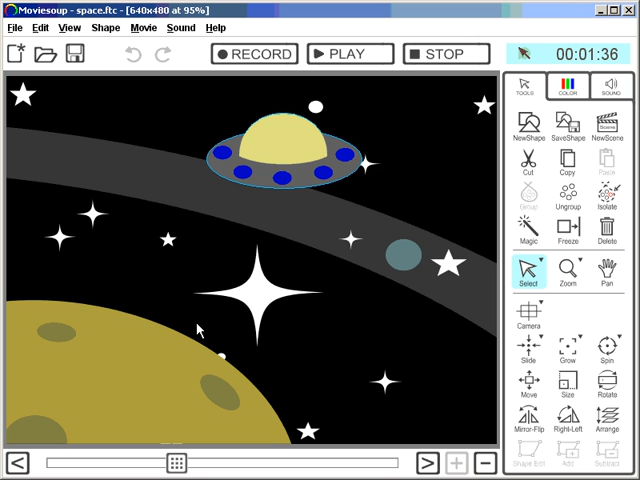 Moviesoup - space.ftc - [640x480 at 95%]
File Edit View Shape Movie Sound Help
RECORD PLAY STOP 00:01:36
TOOLS COLOR SOUND
NewShape SaveShape NewScene
Cut Copy Paste
Group Ungroup Isolate
Magic Freeze Delete
Select Zoom Pan
Camera
Slide Grow Spin
Move Size Rotate
Mirror-Flip Right-Left Arrange
Shape Edit Add Subtract